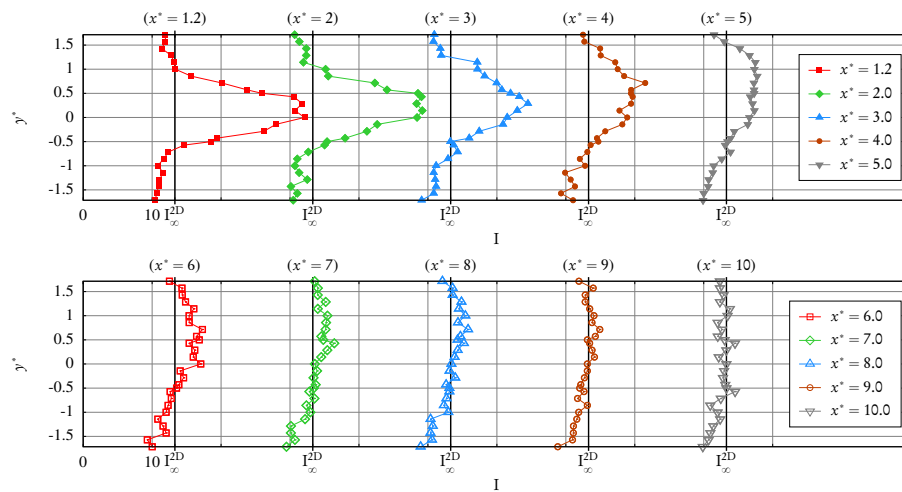 (x* = 1.2) (x* = 2) (x* = 3) (x* = 4) (x* = 5)
1.5
1
0.5
0
-0.5
-1
-1.5
y*
x* = 1.2
x* = 2.0
x* = 3.0
x* = 4.0
x* = 5.0
0 10 I∞^2D I∞^2D I∞^2D I∞^2D I∞^2D
I
(x* = 6) (x* = 7) (x* = 8) (x* = 9) (x* = 10)
1.5
1
0.5
0
-0.5
-1
-1.5
y*
x* = 6.0
x* = 7.0
x* = 8.0
x* = 9.0
x* = 10.0
0 10 I∞^2D I∞^2D I∞^2D I∞^2D I∞^2D
I